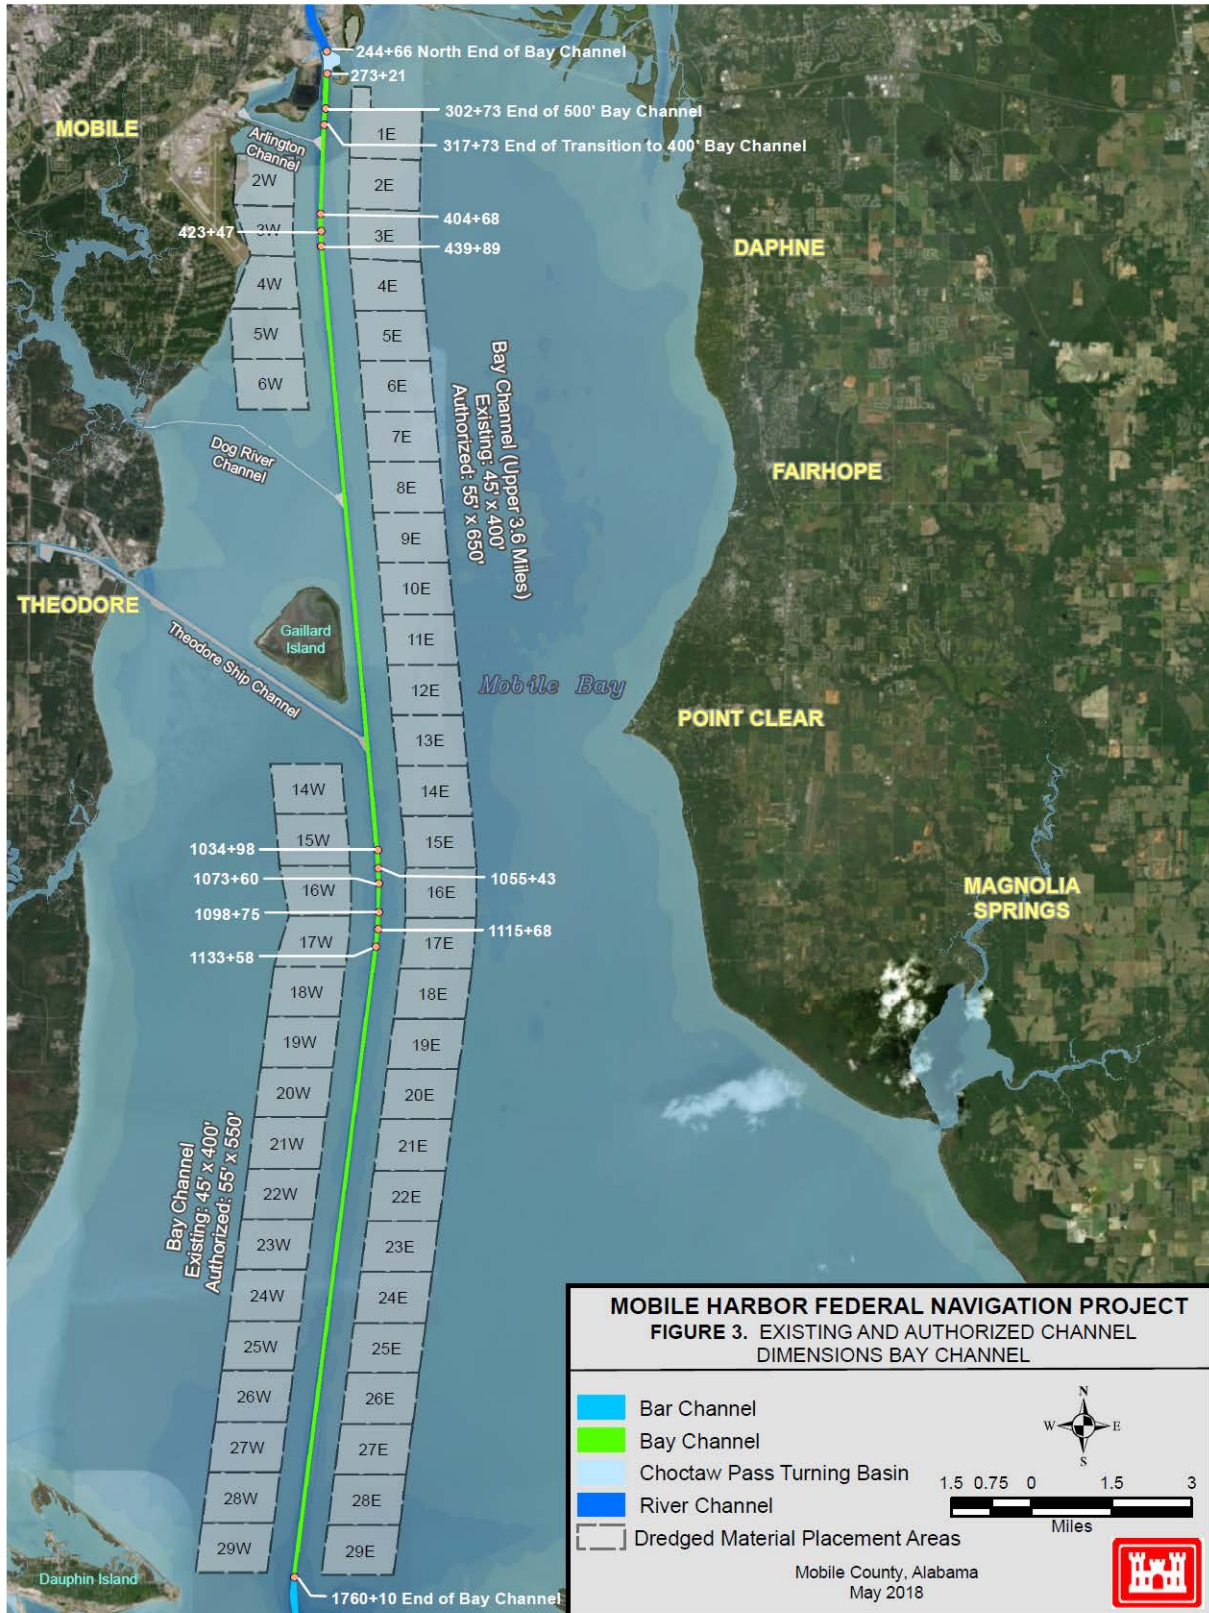 244+66 North End of Bay Channel
273+21
302+73 End of 500' Bay Channel
317+73 End of Transition to 400' Bay Channel
MOBILE
Arlington
Channel
1E
2W
2E
3W
3E
404+68
423+47
439+89
DAPHNE
4W
4E
5W
5E
6W
6E
Bay Channel (Upper 3.6 Miles)
Existing: 45' x 400'
Authorized: 55' x 650'
7E
Dog River
Channel
8E
FAIRHOPE
9E
10E
THEODORE
Gaillard
Island
11E
Theodore Ship Channel
12E
Mobile Bay
POINT CLEAR
13E
14W
14E
15W
15E
1034+98
1055+43
1073+60
16W
16E
MAGNOLIA
SPRINGS
1098+75
1115+68
17W
17E
1133+58
18W
18E
19W
19E
20W
20E
21W
21E
Bay Channel
Existing: 45' x 400'
Authorized: 55' x 550'
22W
22E
23W
23E
24W
24E
25W
25E
26W
26E
27W
27E
28W
28E
29W
29E
Dauphin Island
1760+10 End of Bay Channel
MOBILE HARBOR FEDERAL NAVIGATION PROJECT
FIGURE 3. EXISTING AND AUTHORIZED CHANNEL
DIMENSIONS BAY CHANNEL
Bar Channel
Bay Channel
Choctaw Pass Turning Basin
River Channel
Dredged Material Placement Areas
N
W E
S
1.5 0.75 0 1.5 3
Miles
Mobile County, Alabama
May 2018